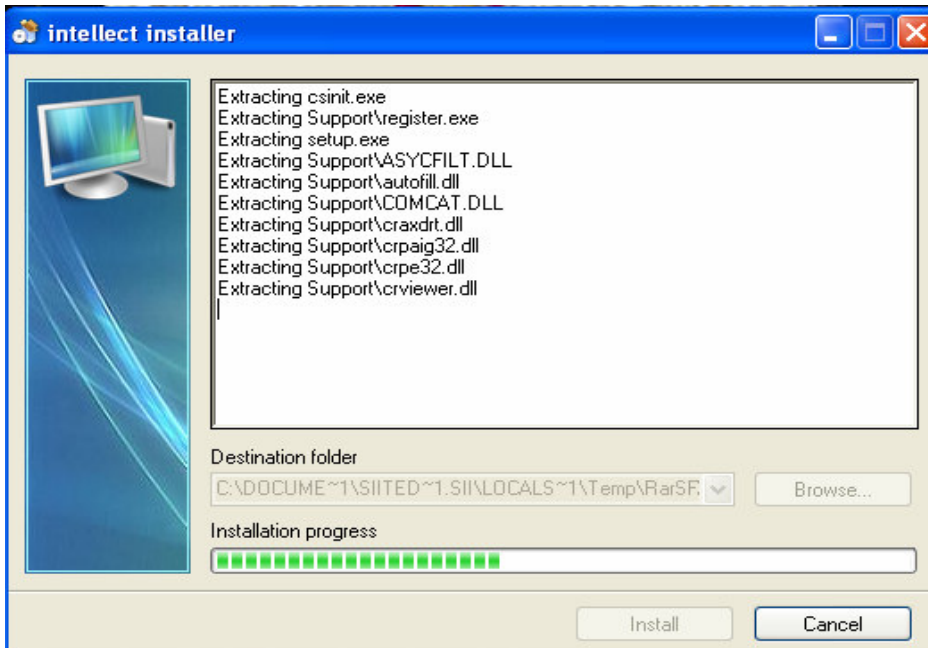 intellect installer
Extracting csinit.exe
Extracting Support\register.exe
Extracting setup.exe
Extracting Support\ASYCFILT.DLL
Extracting Support\autofill.dll
Extracting Support\COMCAT.DLL
Extracting Support\craxdrt.dll
Extracting Support\crpaig32.dll
Extracting Support\crpe32.dll
Extracting Support\crviewer.dll
Destination folder
C:\DOCUME~1\SIITED~1.SII\LOCALS~1\Temp\RarSF
Browse...
Installation progress
Install
Cancel